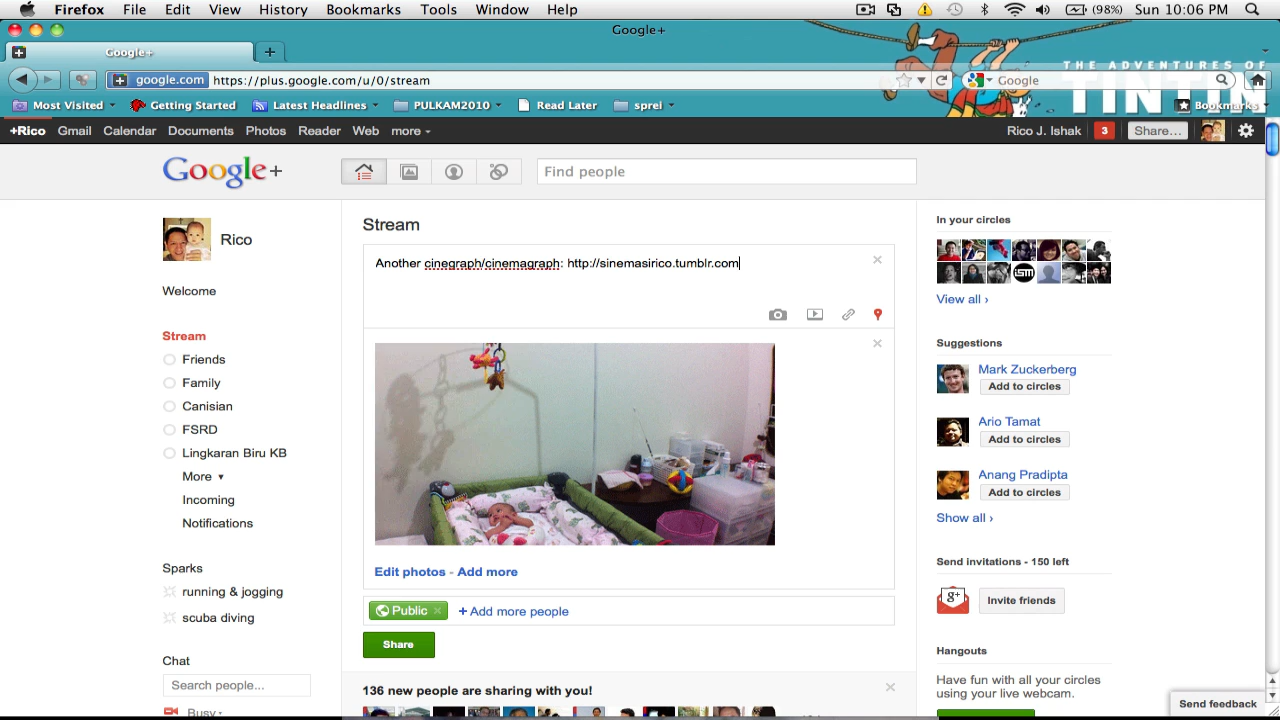 Firefox File Edit View History Bookmarks Tools Window Help (98%) Sun 10:06 PM
Google+
Google+
THE ADVENTURES OF
TINTIN
google.com https://plus.google.com/u/0/stream Google
Most Visited Getting Started Latest Headlines PULKAM2010 Read Later sprei Bookmarks
+Rico Gmail Calendar Documents Photos Reader Web more Rico J. Ishak 3 Share...
Google+ Find people
Rico
Welcome
Stream
Friends
Family
Canisian
FSRD
Lingkaran Biru KB
More
Incoming
Notifications
Sparks
running & jogging
scuba diving
Chat
Search people...
Busy
Stream
Another cinegraph/cinemagraph: http://sinemasirico.tumblr.com
Edit photos - Add more
Public + Add more people
Share
136 new people are sharing with you!
In your circles
ism
View all ›
Suggestions
Mark Zuckerberg
Add to circles
Ario Tamat
Add to circles
Anang Pradipta
Add to circles
Show all ›
Send invitations - 150 left
g+
Invite friends
Hangouts
Have fun with all your circles
using your live webcam.
Send feedback